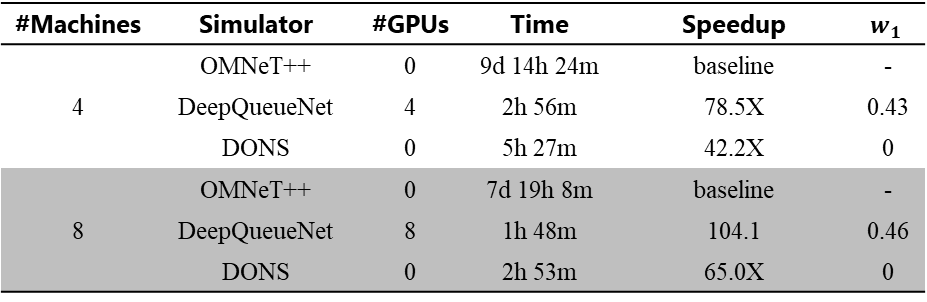 #Machines Simulator #GPUs Time Speedup w₁
OMNeT++ 0 9d 14h 24m baseline -
4 DeepQueueNet 4 2h 56m 78.5X 0.43
DONS 0 5h 27m 42.2X 0
OMNeT++ 0 7d 19h 8m baseline -
8 DeepQueueNet 8 1h 48m 104.1 0.46
DONS 0 2h 53m 65.0X 0